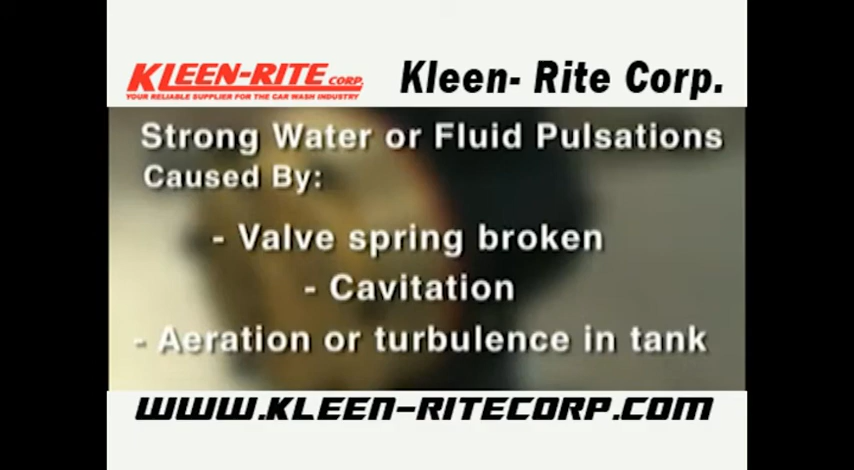 KLEEN-RITE CORP.
YOUR RELIABLE SUPPLIER FOR THE CAR WASH INDUSTRY
Kleen- Rite Corp.
Strong Water or Fluid Pulsations
Caused By:
- Valve spring broken
- Cavitation
- Aeration or turbulence in tank
WWW.KLEEN-RITECORP.COM